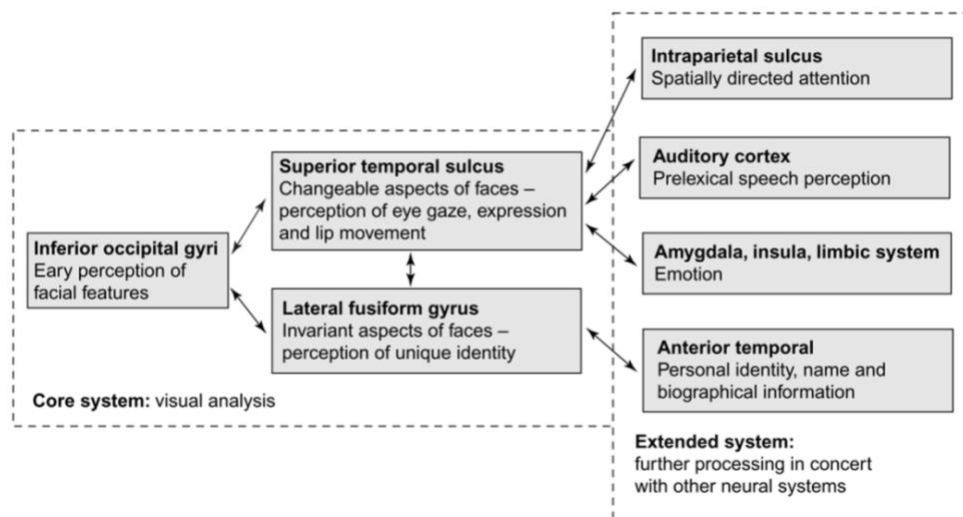 Inferior occipital gyri
Eary perception of
facial features
Superior temporal sulcus
Changeable aspects of faces –
perception of eye gaze, expression
and lip movement
Lateral fusiform gyrus
Invariant aspects of faces –
perception of unique identity
Core system: visual analysis
Intraparietal sulcus
Spatially directed attention
Auditory cortex
Prelexical speech perception
Amygdala, insula, limbic system
Emotion
Anterior temporal
Personal identity, name and
biographical information
Extended system:
further processing in concert
with other neural systems